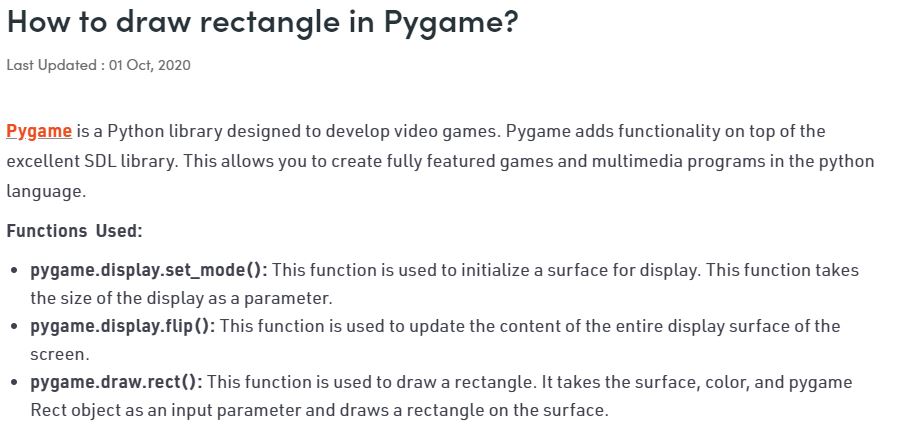 How to draw rectangle in Pygame?
Last Updated : 01 Oct, 2020
Pygame is a Python library designed to develop video games. Pygame adds functionality on top of the
excellent SDL library. This allows you to create fully featured games and multimedia programs in the python
language.
Functions Used:
• pygame.display.set_mode(): This function is used to initialize a surface for display. This function takes
the size of the display as a parameter.
• pygame.display.flip(): This function is used to update the content of the entire display surface of the
screen.
• pygame.draw.rect(): This function is used to draw a rectangle. It takes the surface, color, and pygame
Rect object as an input parameter and draws a rectangle on the surface.